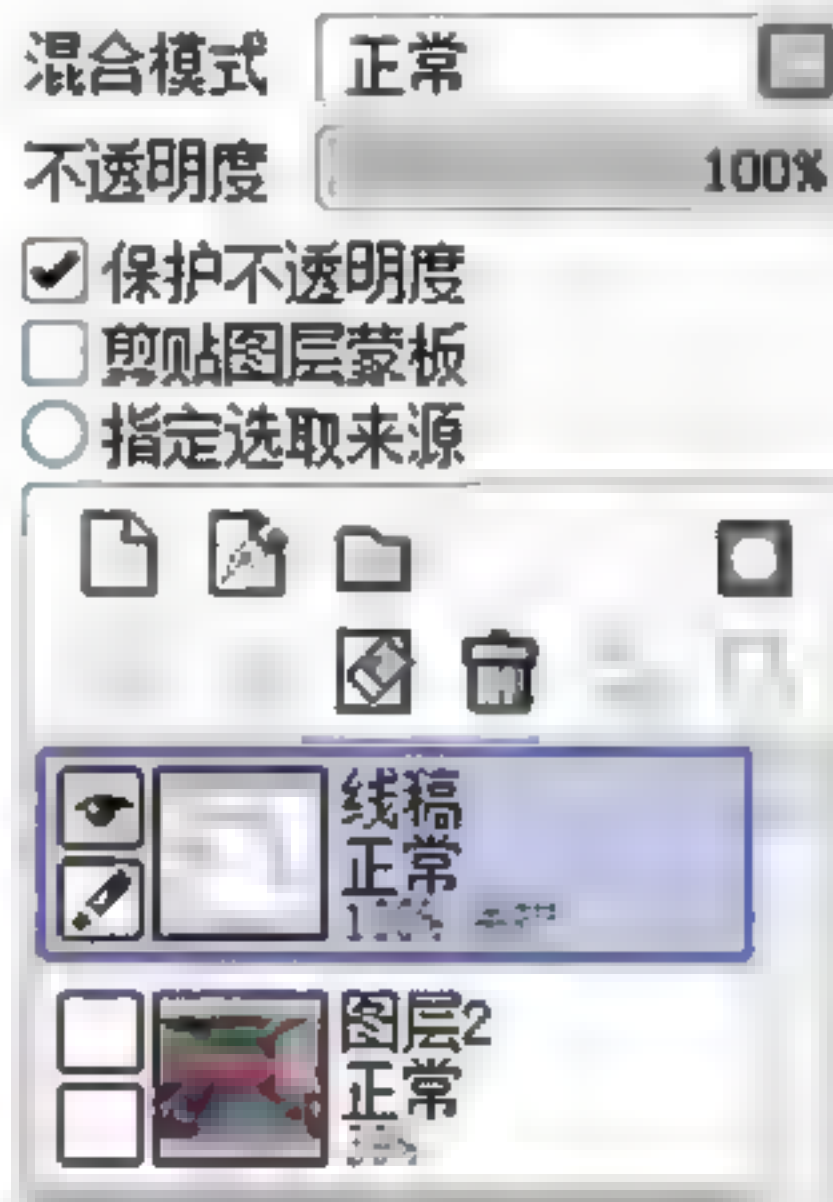 混合模式 正常
不透明度 100%
保护不透明度
剪贴图层蒙板
指定选取来源
线稿
正常
图层2
正常